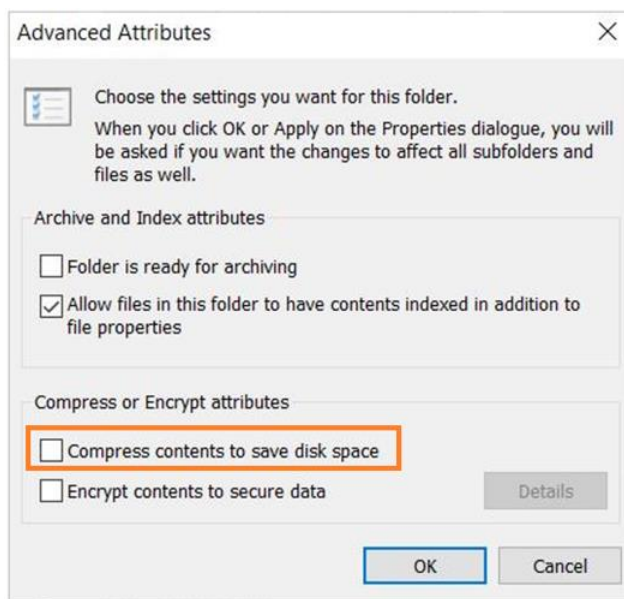 Advanced Attributes
Choose the settings you want for this folder.
When you click OK or Apply on the Properties dialogue, you will
be asked if you want the changes to affect all subfolders and
files as well.
Archive and Index attributes
Folder is ready for archiving
Allow files in this folder to have contents indexed in addition to
file properties
Compress or Encrypt attributes
Compress contents to save disk space
Encrypt contents to secure data
Details
OK
Cancel